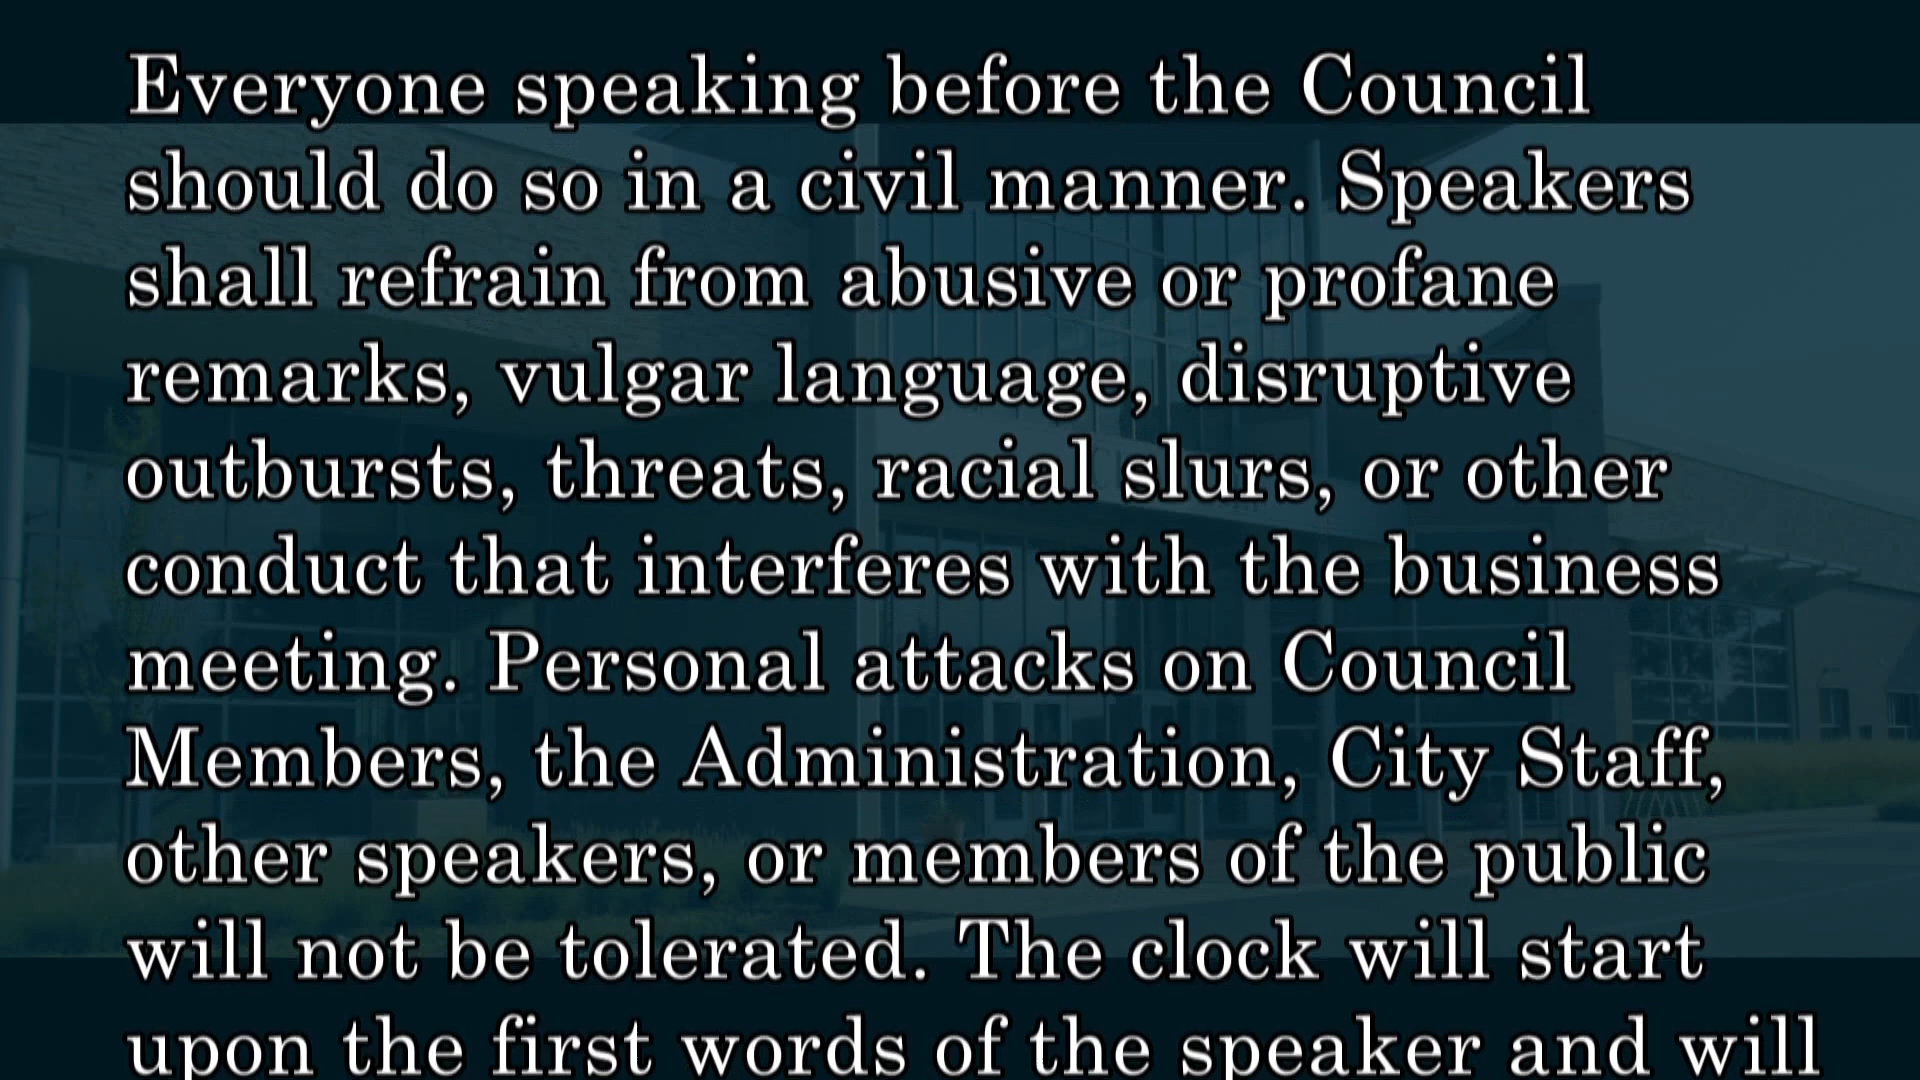 Everyone speaking before the Council
should do so in a civil manner. Speakers
shall refrain from abusive or profane
remarks, vulgar language, disruptive
outbursts, threats, racial slurs, or other
conduct that interferes with the business
meeting. Personal attacks on Council
Members, the Administration, City Staff,
other speakers, or members of the public
will not be tolerated. The clock will start
upon the first words of the speaker and will